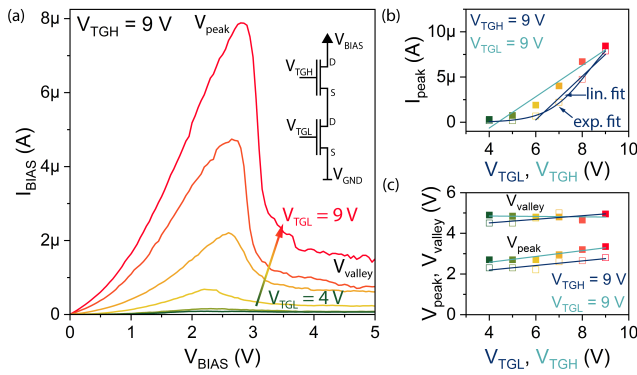 (a)
8μ
6μ
4μ
2μ
0
I_BIAS (A)
V_TGH = 9 V
V_peak
V_BIAS
D
V_TGH
S
D
V_TGL
S
V_GND
V_TGL = 9 V
V_valley
V_TGL = 4 V
0 1 2 3 4 5
V_BIAS (V)
(b)
10μ
5μ
0
I_peak (A)
V_TGH = 9 V
V_TGL = 9 V
lin. fit
exp. fit
4 6 8 10
V_TGL, V_TGH (V)
(c)
6
4
2
0
V_peak, V_valley (V)
V_valley
V_peak
V_TGH = 9 V
V_TGL = 9 V
4 6 8 10
V_TGL, V_TGH (V)